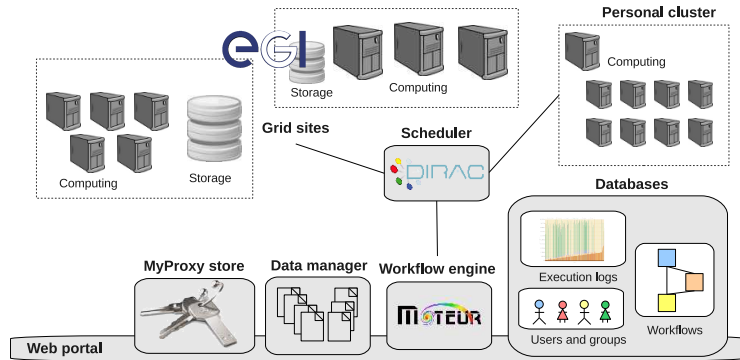 Personal cluster
eGI
Computing
Storage
Computing
Computing
Storage
Grid sites
Scheduler
DIRAC
Databases
MyProxy store
Data manager
Workflow engine
Execution logs
MOTEUR
Users and groups
Workflows
Web portal